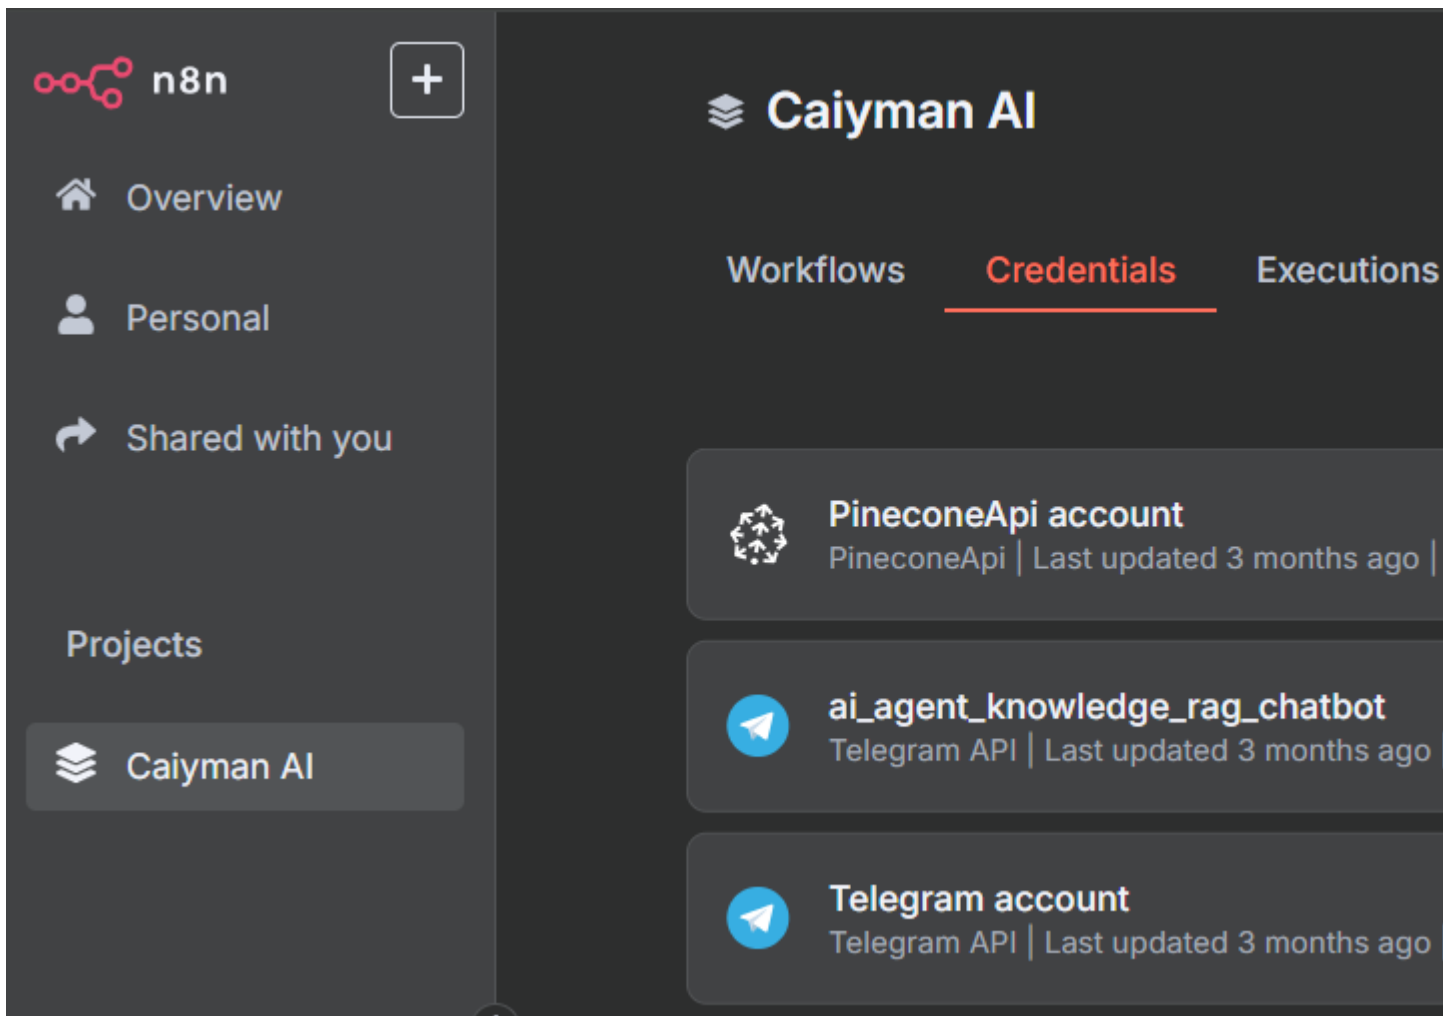 n8n
Overview
Personal
Shared with you
Projects
Caiyman AI
Caiyman AI
Workflows
Credentials
Executions
PineconeApi account
PineconeApi | Last updated 3 months ago |
ai_agent_knowledge_rag_chatbot
Telegram API | Last updated 3 months ago
Telegram account
Telegram API | Last updated 3 months ago